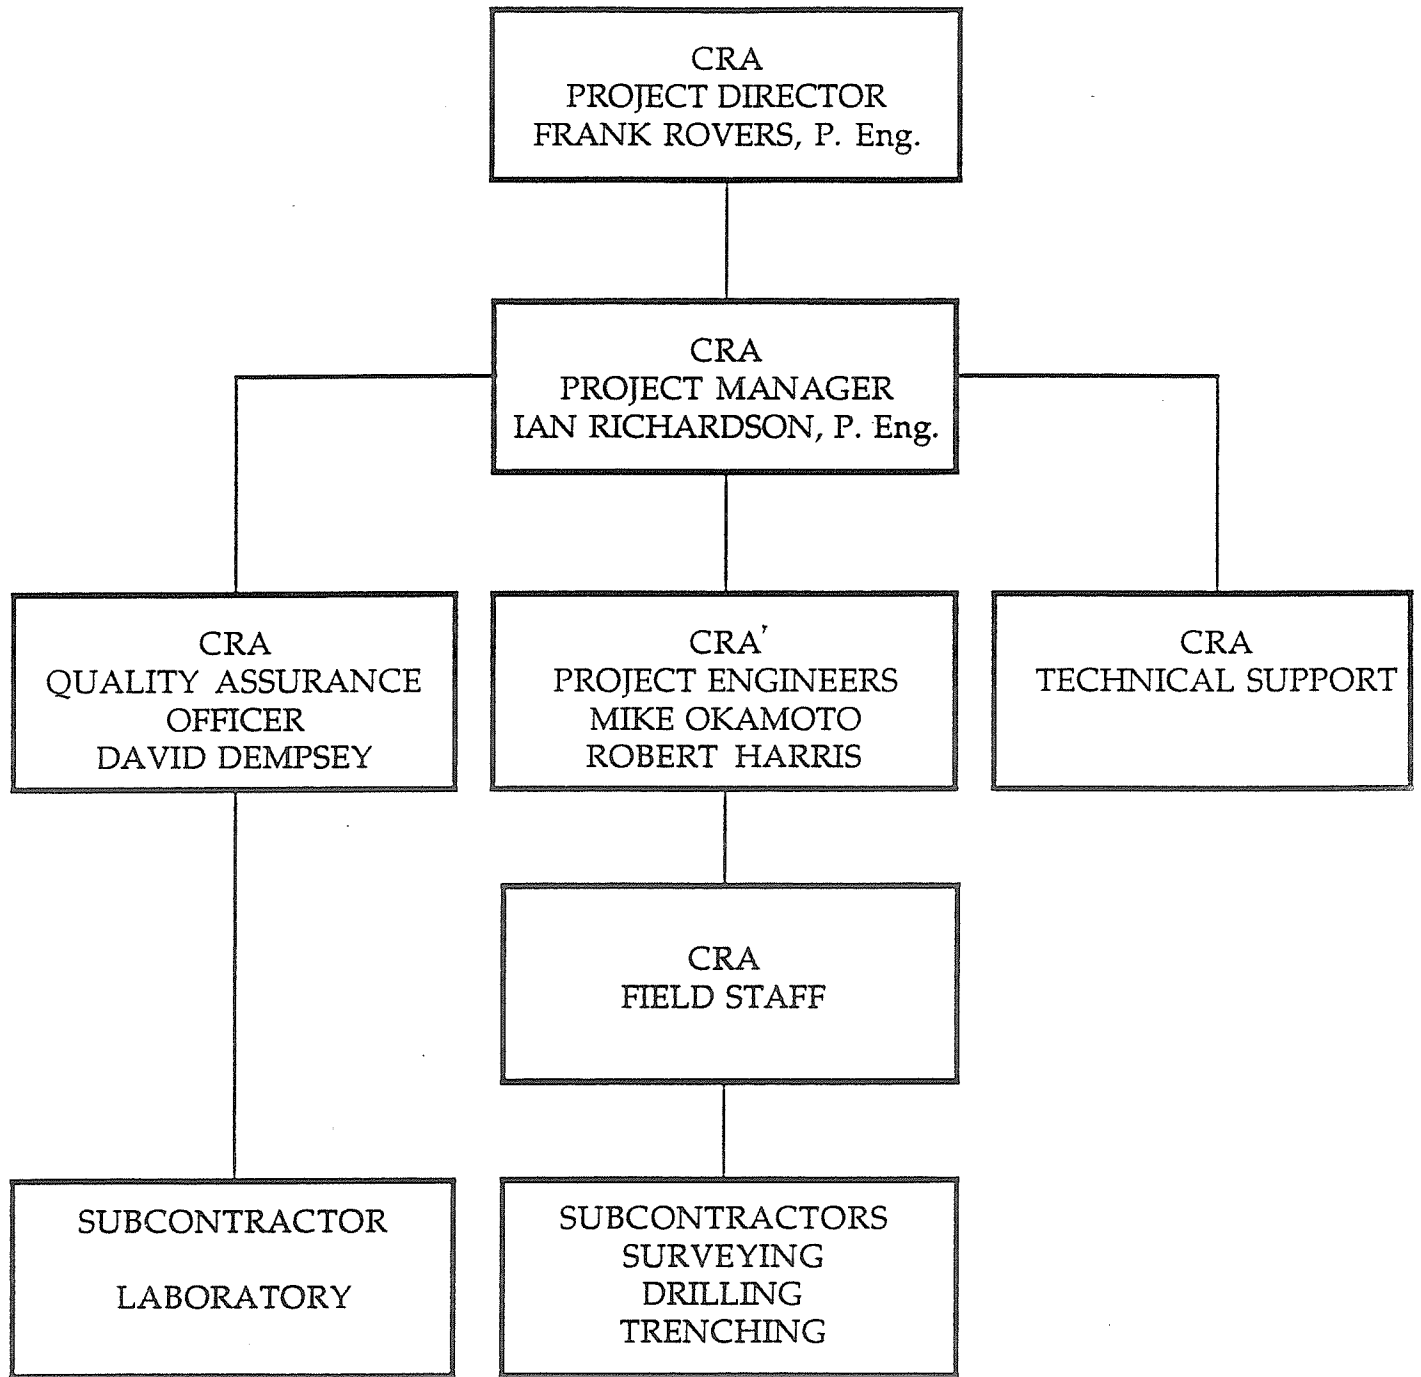 CRA
PROJECT DIRECTOR
FRANK ROVERS, P. Eng.
CRA
PROJECT MANAGER
IAN RICHARDSON, P. Eng.
CRA
QUALITY ASSURANCE
OFFICER
DAVID DEMPSEY
CRA
PROJECT ENGINEERS
MIKE OKAMOTO
ROBERT HARRIS
CRA
TECHNICAL SUPPORT
CRA
FIELD STAFF
SUBCONTRACTOR
LABORATORY
SUBCONTRACTORS
SURVEYING
DRILLING
TRENCHING